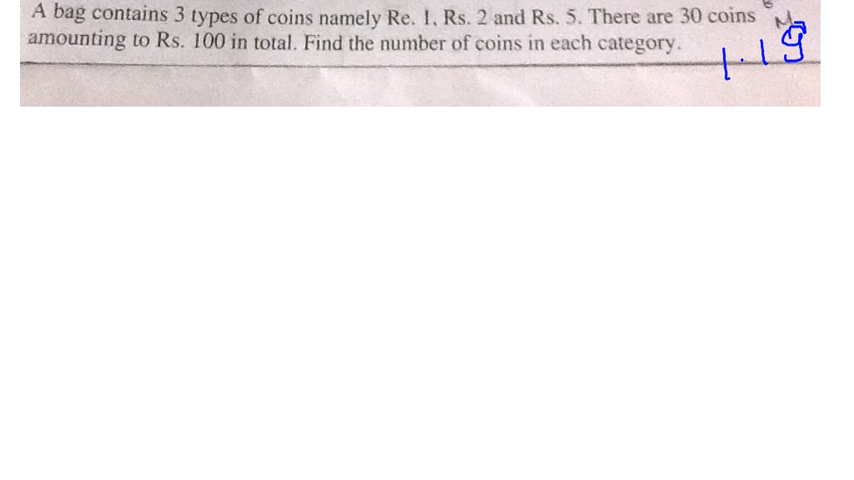 A bag contains 3 types of coins namely Re. 1, Rs. 2 and Rs. 5. There are 30 coins
amounting to Rs. 100 in total. Find the number of coins in each category.
1.19